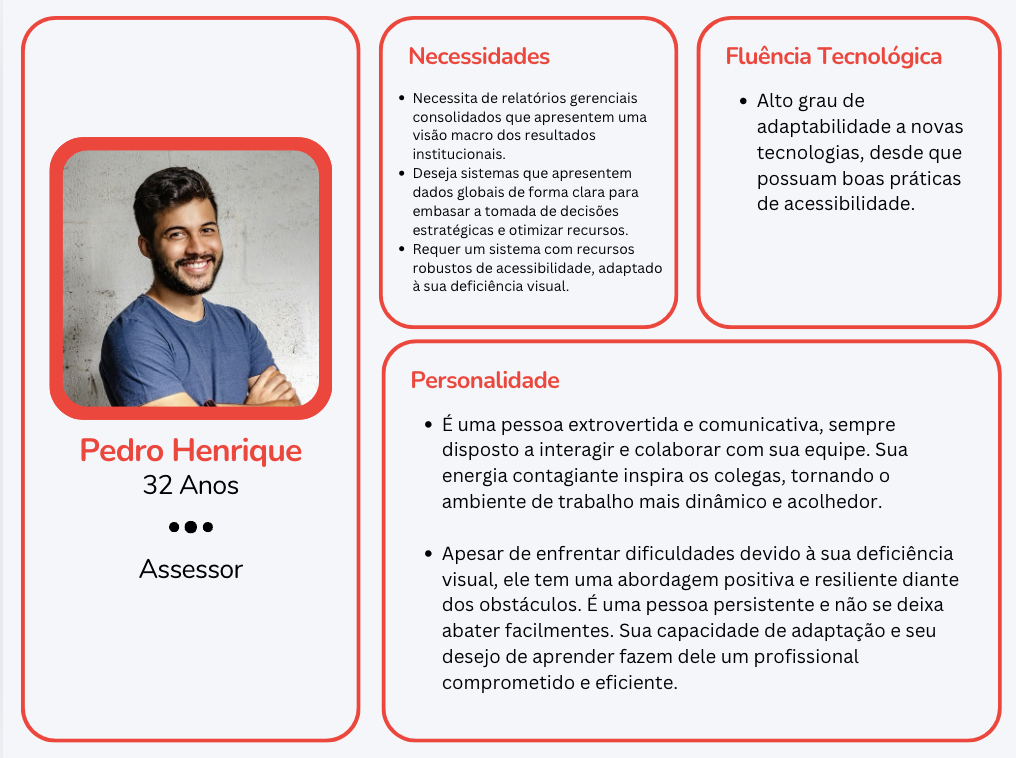 Pedro Henrique
32 Anos
Assessor
Necessidades
• Necessita de relatórios gerenciais
consolidados que apresentem uma
visão macro dos resultados
institucionais.
• Deseja sistemas que apresentem
dados globais de forma clara para
embasar a tomada de decisões
estratégicas e otimizar recursos.
• Requer um sistema com recursos
robustos de acessibilidade, adaptado
à sua deficiência visual.
Fluência Tecnológica
• Alto grau de
adaptabilidade a novas
tecnologias, desde que
possuam boas práticas
de acessibilidade.
Personalidade
• É uma pessoa extrovertida e comunicativa, sempre
disposto a interagir e colaborar com sua equipe. Sua
energia contagiante inspira os colegas, tornando o
ambiente de trabalho mais dinâmico e acolhedor.
• Apesar de enfrentar dificuldades devido à sua deficiência
visual, ele tem uma abordagem positiva e resiliente diante
dos obstáculos. É uma pessoa persistente e não se deixa
abater facilmentes. Sua capacidade de adaptação e seu
desejo de aprender fazem dele um profissional
comprometido e eficiente.